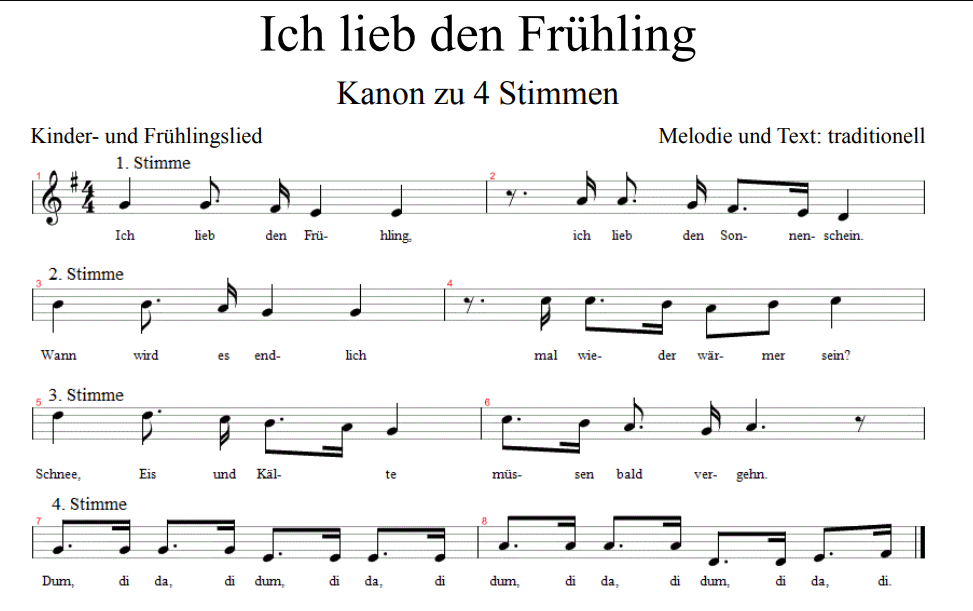 Ich lieb den Frühling
Kanon zu 4 Stimmen
Kinder- und Frühlingslied
Melodie und Text: traditionell
1. Stimme
1
2
4
4
Ich lieb den Frü- hling, ich lieb den Son- nen- schein.
2. Stimme
3
4
Wann wird es end- lich mal wie- der wär- mer sein?
3. Stimme
5
6
Schnee, Eis und Käl- te müs- sen bald ver- gehn.
4. Stimme
7
8
Dum, di da, di dum, di da, di dum, di da, di dum, di da, di.